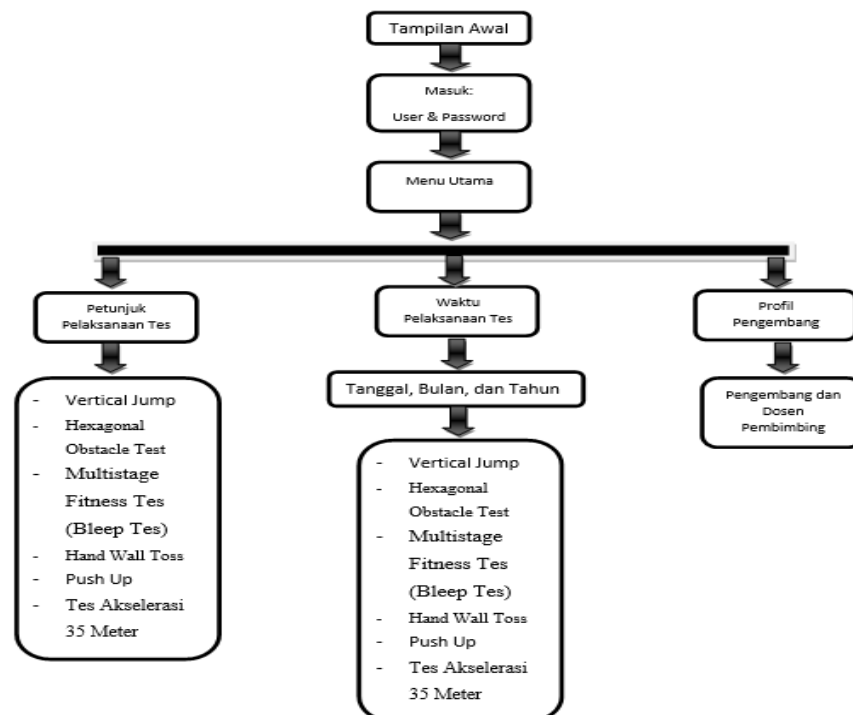 Tampilan Awal
Masuk:
User & Password
Menu Utama
Petunjuk
Pelaksanaan Tes
- Vertical Jump
- Hexagonal
Obstacle Test
- Multistage
Fitness Tes
(Bleep Tes)
- Hand Wall Toss
- Push Up
- Tes Akselerasi
35 Meter
Waktu
Pelaksanaan Tes
Tanggal, Bulan, dan Tahun
- Vertical Jump
- Hexagonal
Obstacle Test
- Multistage
Fitness Tes
(Bleep Tes)
- Hand Wall Toss
- Push Up
- Tes Akselerasi
35 Meter
Profil
Pengembang
Pengembang dan
Dosen
Pembimbing